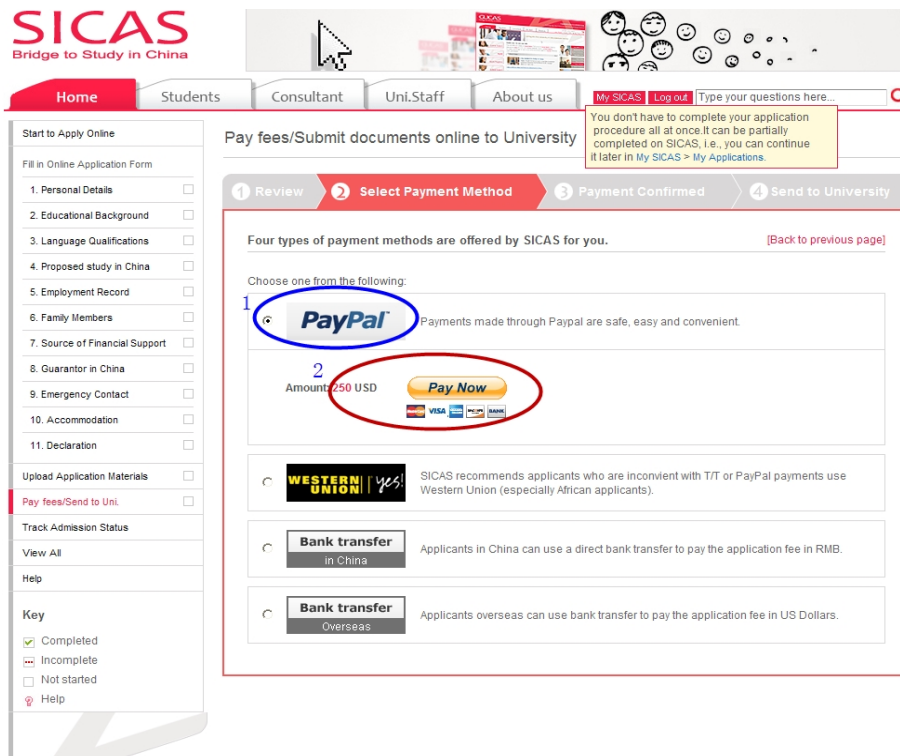 SICAS
Bridge to Study in China
Home
Students
Consultant
Uni.Staff
About us
My SICAS
Log out
Type your questions here...
You don't have to complete your application
procedure all at once.It can be partially
completed on SICAS, i.e., you can continue
it later in My SICAS > My Applications.
Start to Apply Online
Fill in Online Application Form
1. Personal Details
2. Educational Background
3. Language Qualifications
4. Proposed study in China
5. Employment Record
6. Family Members
7. Source of Financial Support
8. Guarantor in China
9. Emergency Contact
10. Accommodation
11. Declaration
Upload Application Materials
Pay fees/Send to Uni.
Track Admission Status
View All
Help
Key
Completed
Incomplete
Not started
Help
Pay fees/Submit documents online to University
1 Review
2 Select Payment Method
3 Payment Confirmed
4 Send to University
Four types of payment methods are offered by SICAS for you.
[Back to previous page]
Choose one from the following:
1
PayPal
Payments made through Paypal are safe, easy and convenient.
2
Amount: 250 USD
Pay Now
VISA
BANK
WESTERN UNION yes!
SICAS recommends applicants who are inconvient with T/T or PayPal payments use
Western Union (especially African applicants).
Bank transfer
in China
Applicants in China can use a direct bank transfer to pay the application fee in RMB.
Bank transfer
Overseas
Applicants overseas can use bank transfer to pay the application fee in US Dollars.